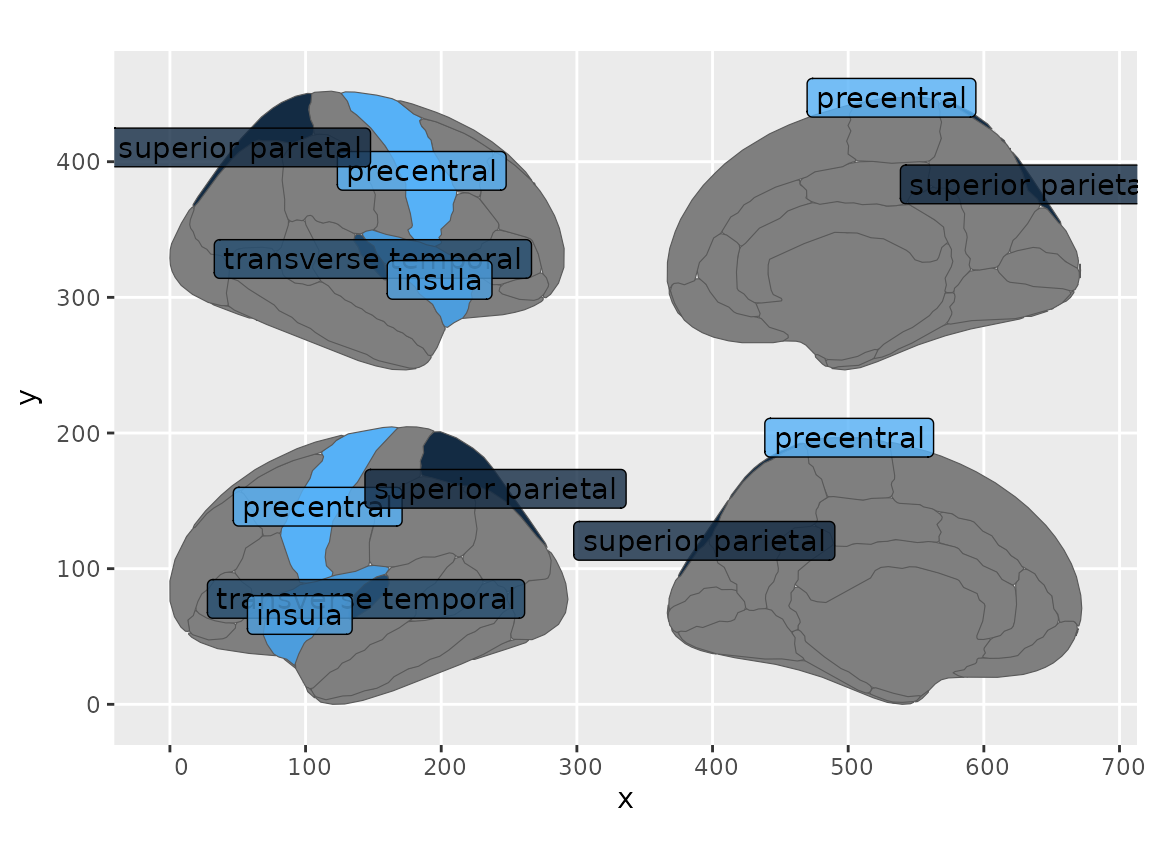 precentral
superior parietal
400
precentral
superior parieta
transverse temporal
insula
300
y
200
precentral
superior parietal
precentral
superior parietal
100
transverse temporal
insula
0
0 100 200 300 400 500 600 700
x